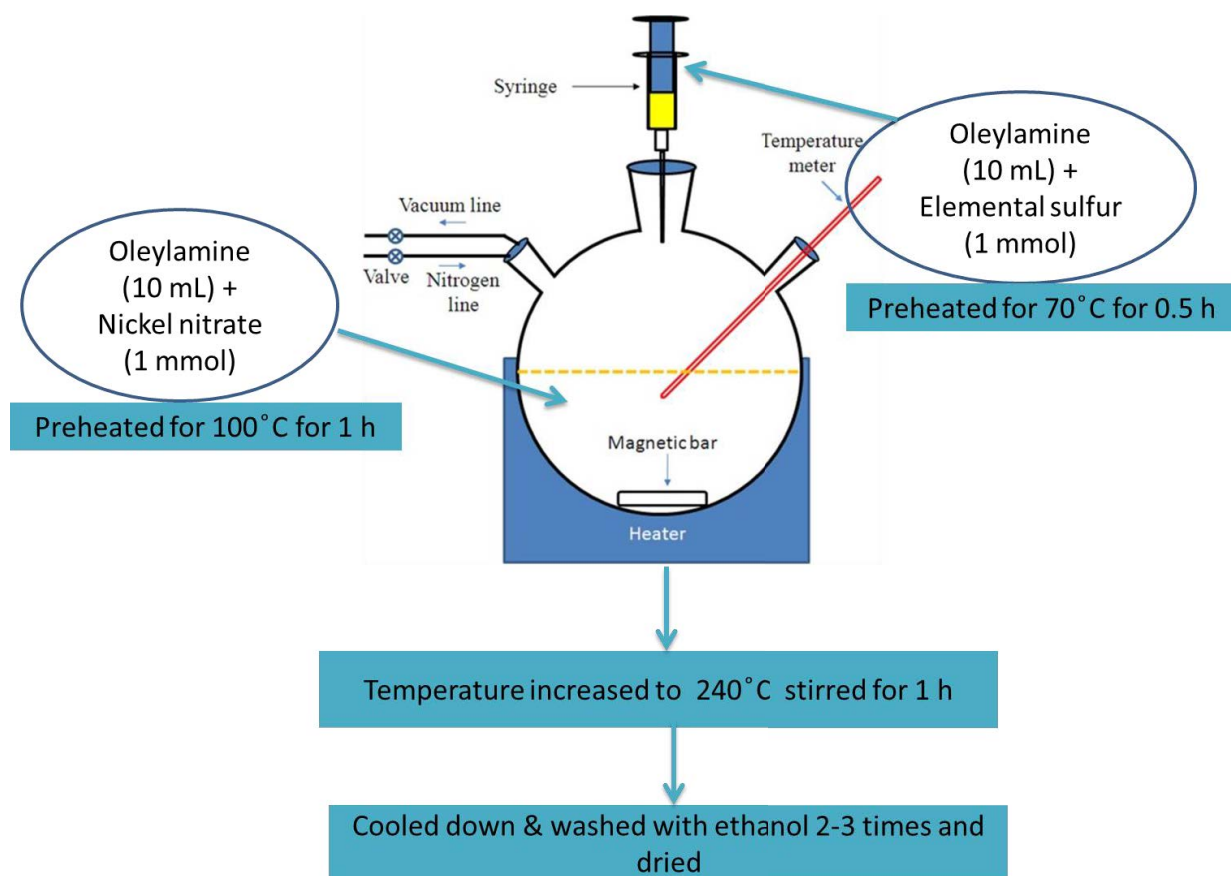 Syringe
Temperature
meter
Oleylamine
(10 mL) +
Elemental sulfur
(1 mmol)
Preheated for 70˚C for 0.5 h
Vacuum line
Valve
Nitrogen
line
Oleylamine
(10 mL) +
Nickel nitrate
(1 mmol)
Preheated for 100˚C for 1 h
Magnetic bar
Heater
Temperature increased to 240˚C stirred for 1 h
Cooled down & washed with ethanol 2-3 times and
dried